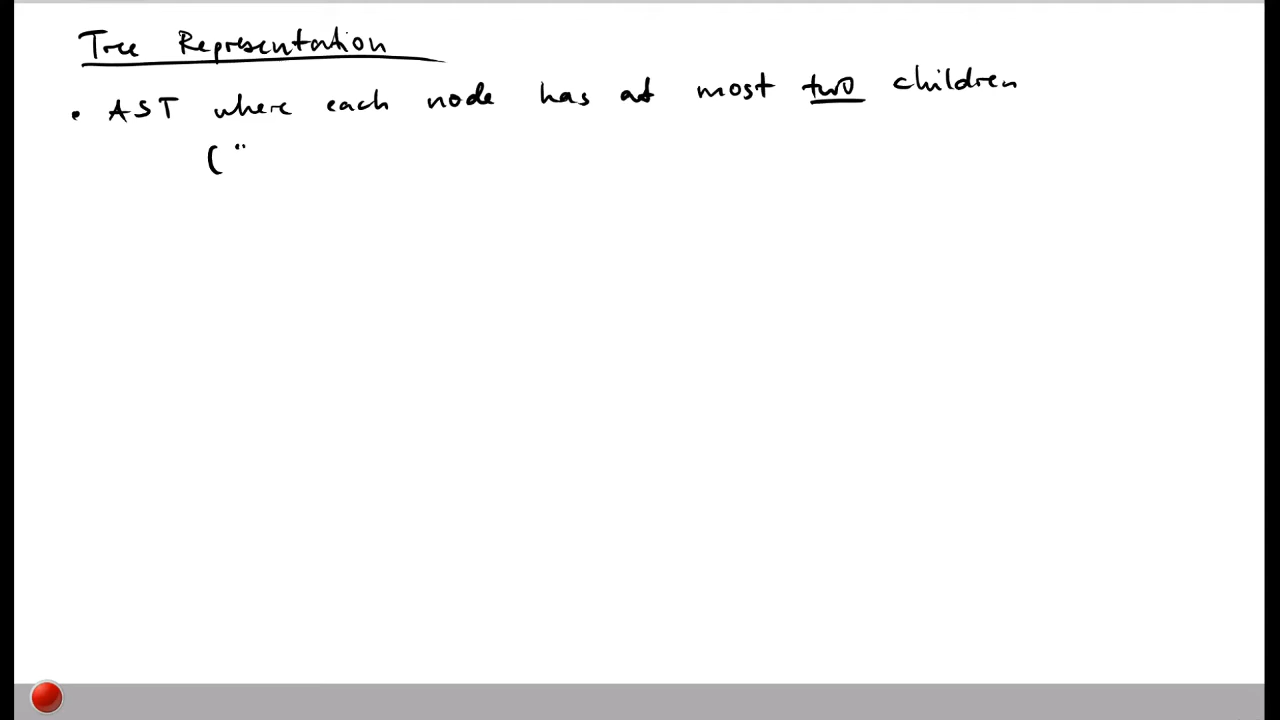 Tree Representation
• AST where each node has at most two children
( "